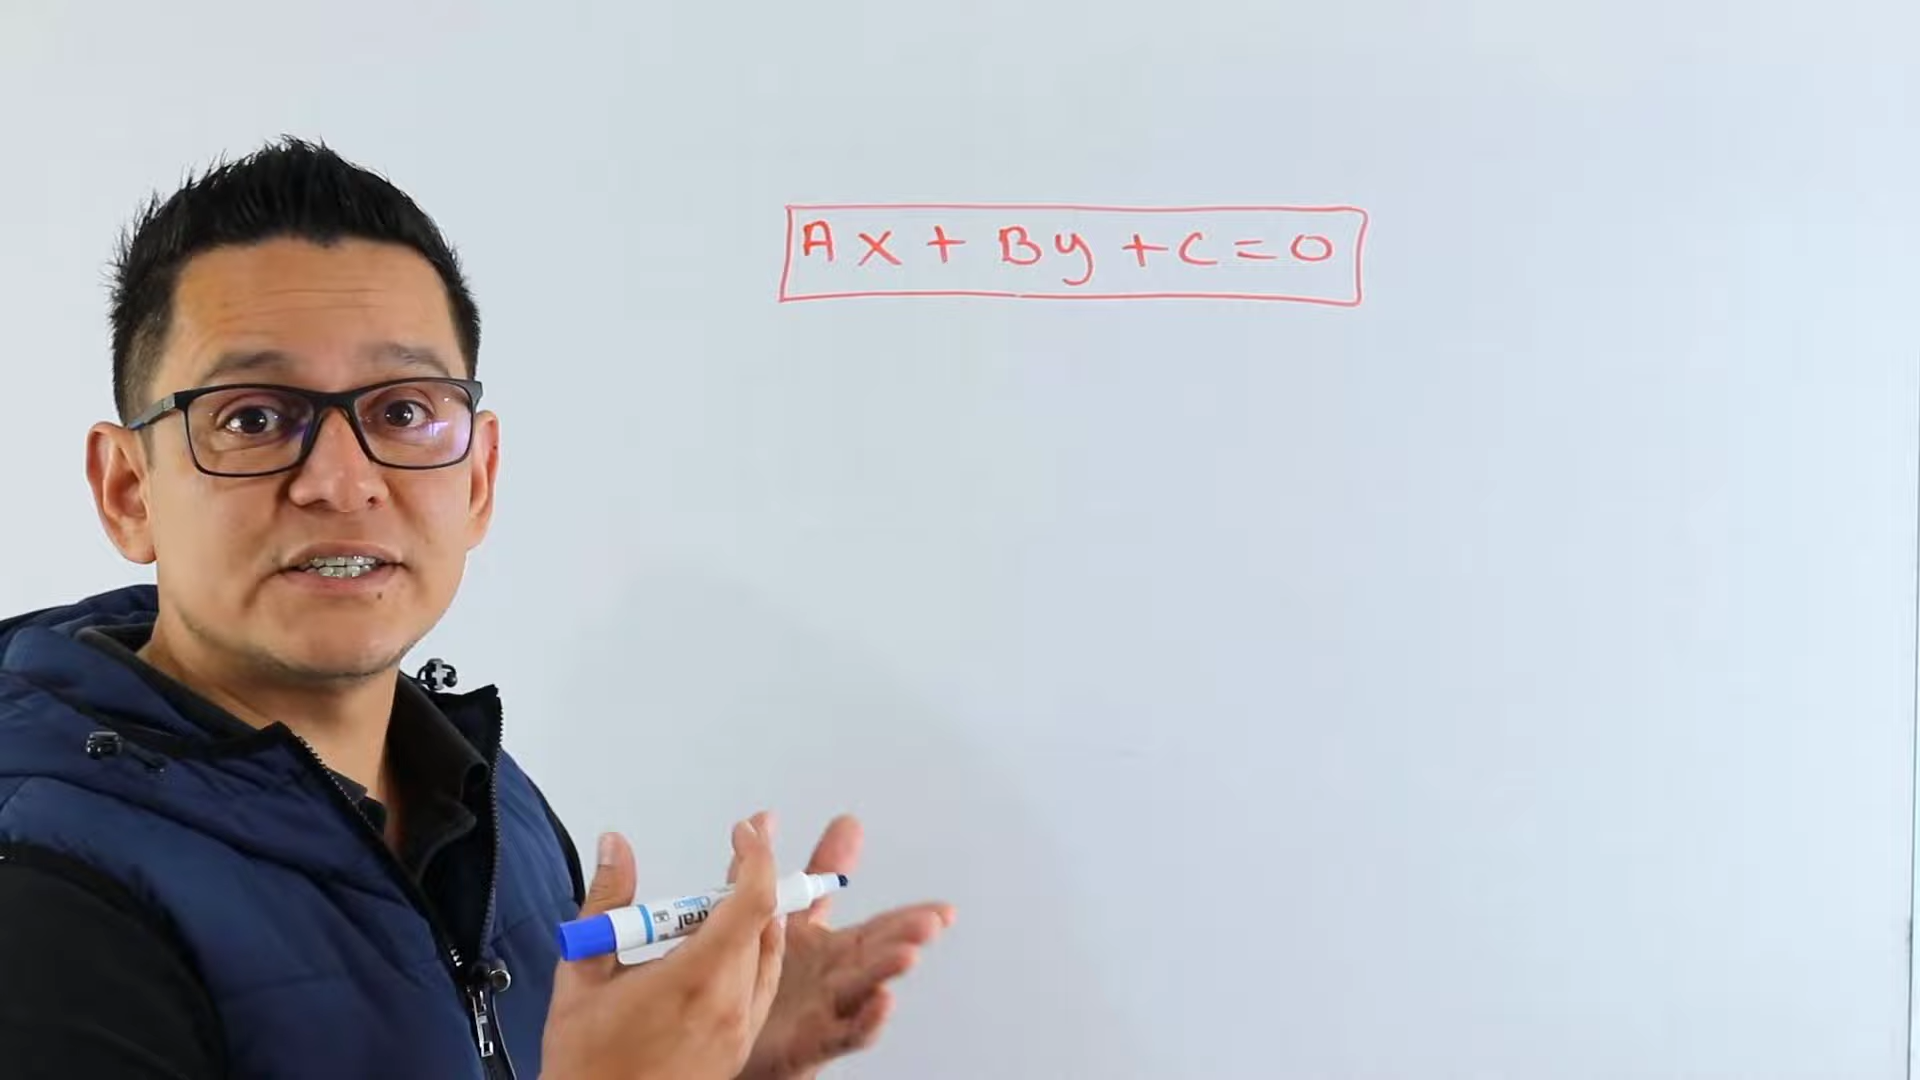 Ax + By + C = 0